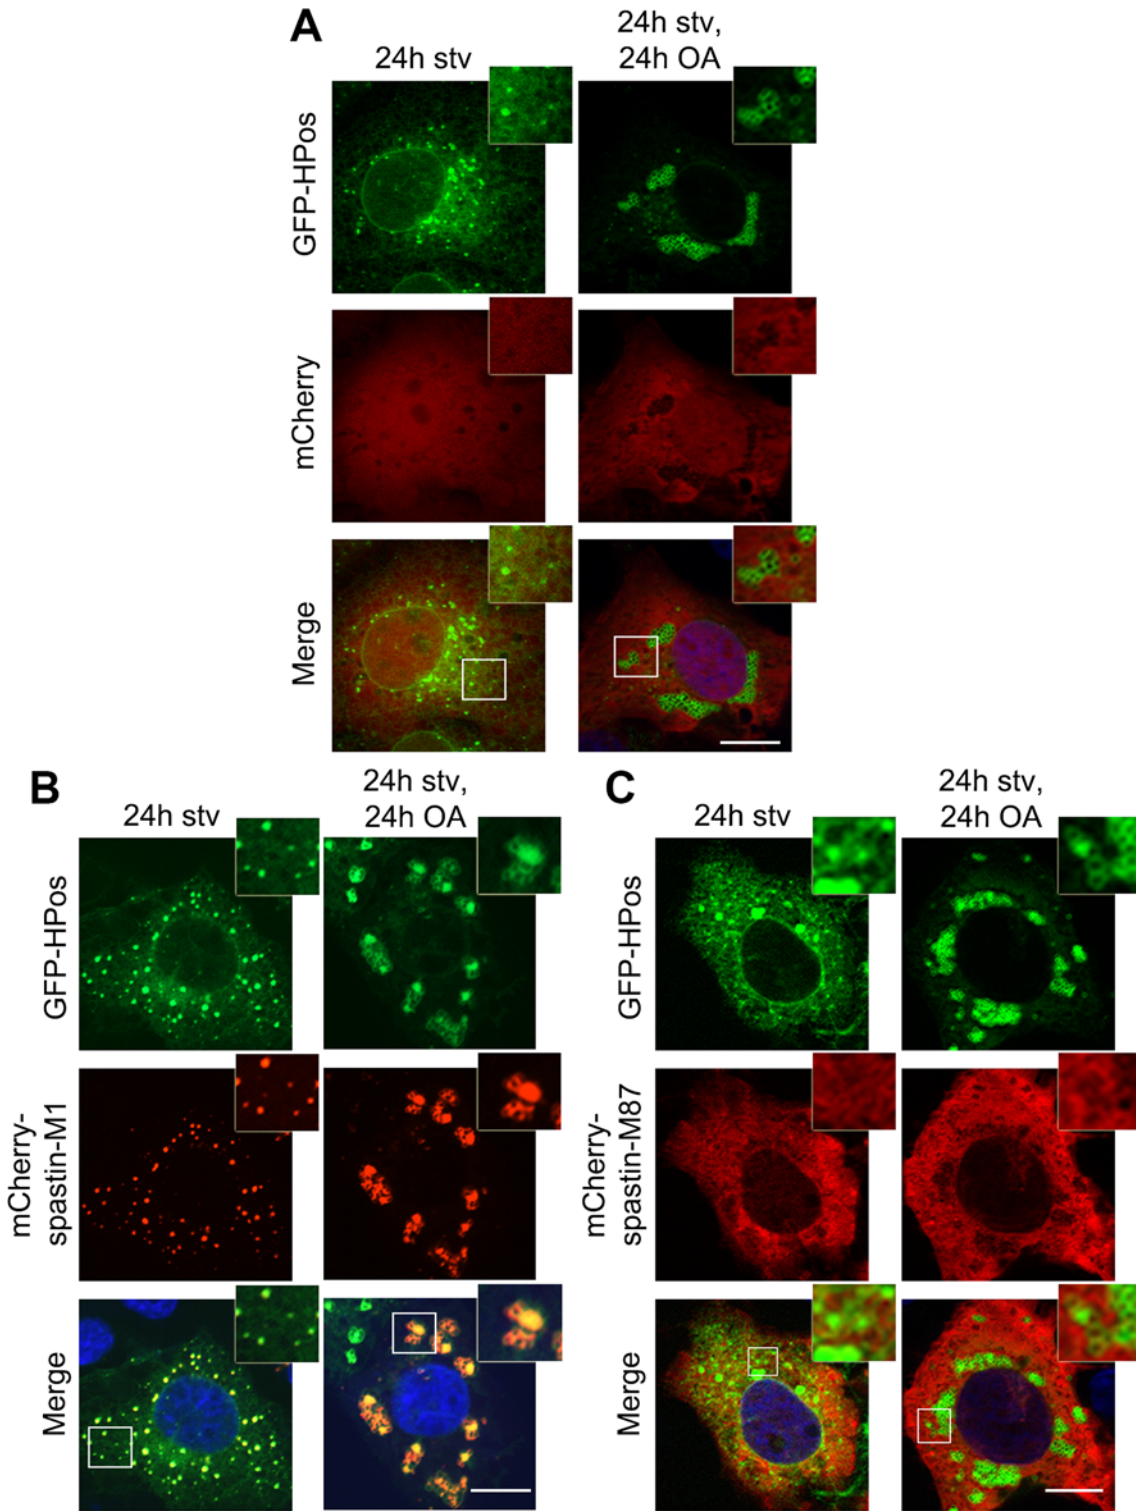 A
24h stv
24h stv,
24h OA
GFP-HPos
mCherry
Merge
B
24h stv
24h stv,
24h OA
GFP-HPos
mCherry-
spastin-M1
Merge
C
24h stv
24h stv,
24h OA
GFP-HPos
mCherry-
spastin-M87
Merge